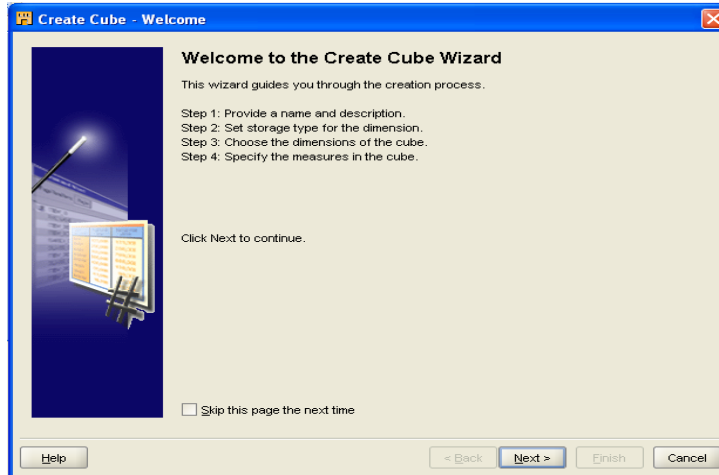 Create Cube - Welcome
Welcome to the Create Cube Wizard
This wizard guides you through the creation process.
Step 1: Provide a name and description.
Step 2: Set storage type for the dimension.
Step 3: Choose the dimensions of the cube.
Step 4: Specify the measures in the cube.
Click Next to continue.
Skip this page the next time
Help
< Back
Next >
Finish
Cancel